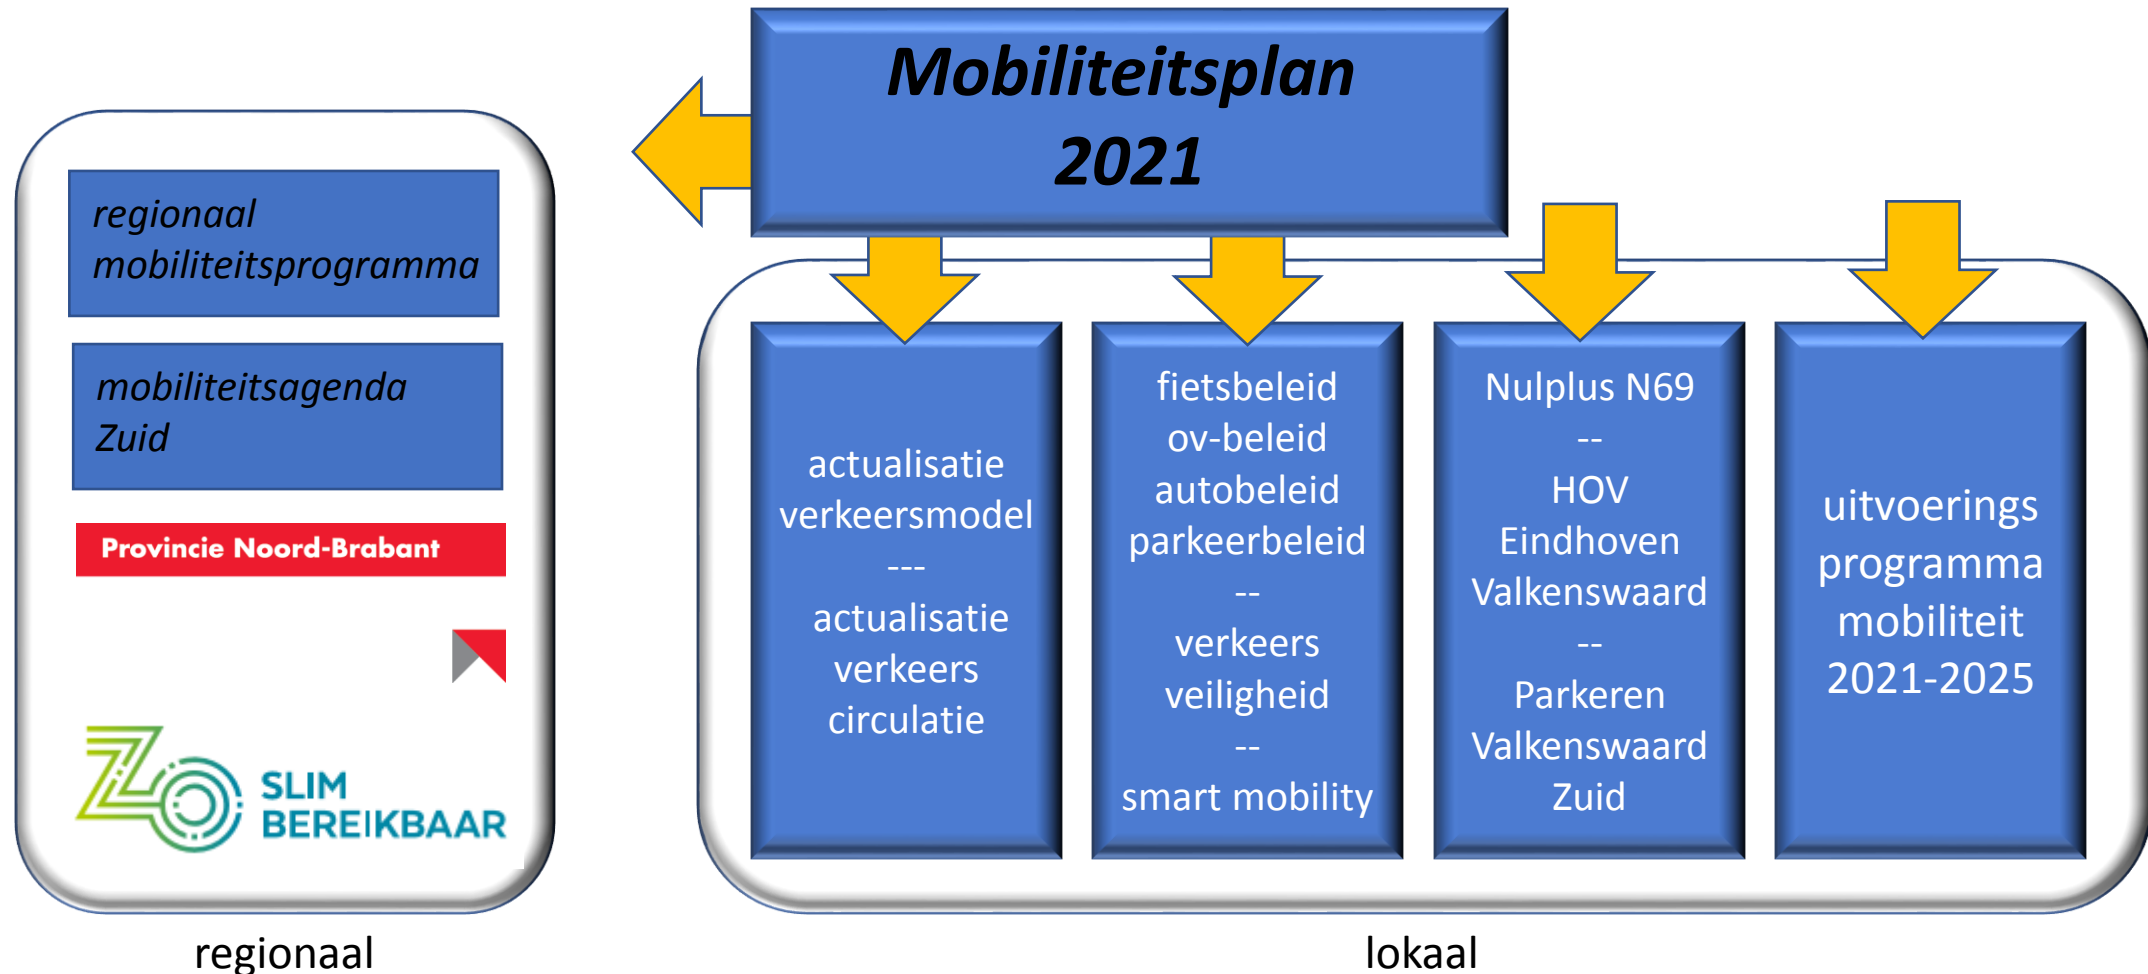 Mobiliteitsplan
2021
regionaal
mobiliteitsprogramma
mobiliteitsagenda
Zuid
Provincie Noord-Brabant
SLIM
BEREIKBAAR
regionaal
actualisatie
verkeersmodel
---
actualisatie
verkeers
circulatie
fietsbeleid
ov-beleid
autobeleid
parkeerbeleid
--
verkeers
veiligheid
--
smart mobility
Nulplus N69
--
HOV
Eindhoven
Valkenswaard
--
Parkeren
Valkenswaard
Zuid
uitvoerings
programma
mobiliteit
2021-2025
lokaal